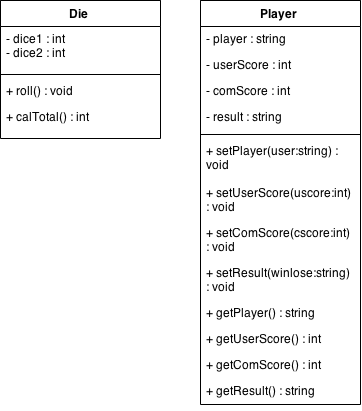 Die
- dice1 : int
- dice2 : int
+ roll() : void
+ calTotal() : int
Player
- player : string
- userScore : int
- comScore : int
- result : string
+ setPlayer(user:string) :
void
+ setUserScore(uscore:int)
: void
+ setComScore(cscore:int)
: void
+ setResult(winlose:string)
: void
+ getPlayer() : string
+ getUserScore() : int
+ getComScore() : int
+ getResult() : string